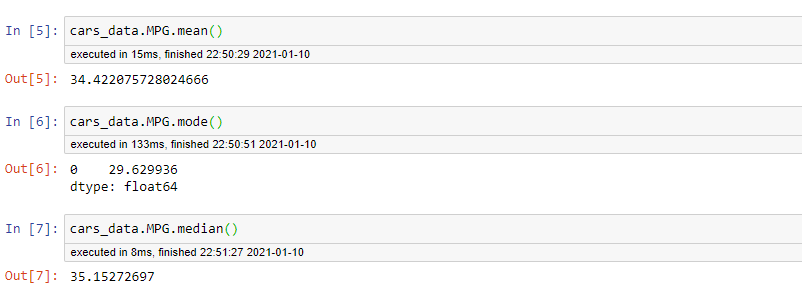 In [5]: cars_data.MPG.mean()
executed in 15ms, finished 22:50:29 2021-01-10
Out[5]: 34.422075728024666
In [6]: cars_data.MPG.mode()
executed in 133ms, finished 22:50:51 2021-01-10
Out[6]: 0    29.629936
dtype: float64
In [7]: cars_data.MPG.median()
executed in 8ms, finished 22:51:27 2021-01-10
Out[7]: 35.15272697